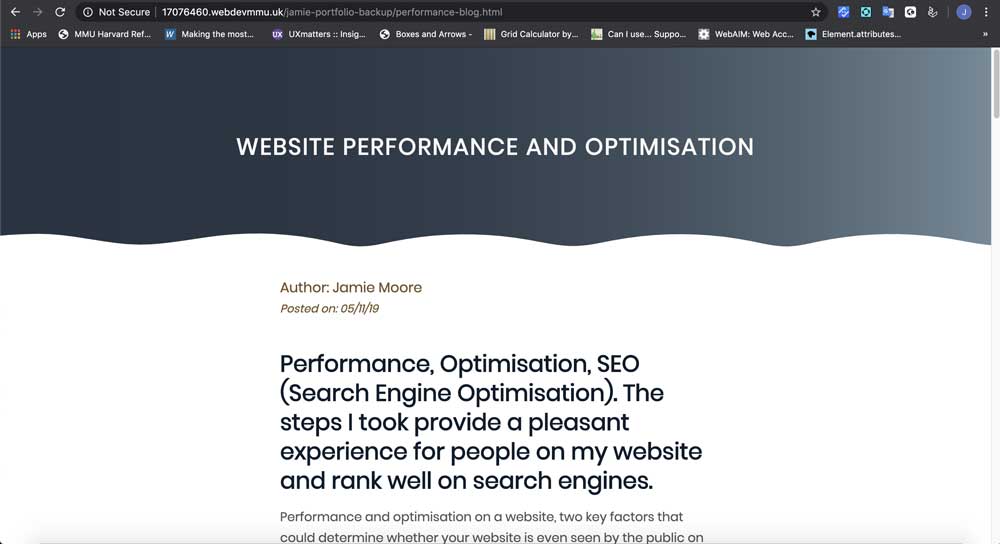 Not Secure | 17076460.webdevmmu.uk/jamie-portfolio-backup/performance-blog.html
J
Apps MMU Harvard Ref... W Making the most... UX UXmatters :: Insig... Boxes and Arrows - Grid Calculator by... Can I use... Suppo... WebAIM: Web Acc... Element.attributes... »
WEBSITE PERFORMANCE AND OPTIMISATION
Author: Jamie Moore
Posted on: 05/11/19
Performance, Optimisation, SEO
(Search Engine Optimisation). The
steps I took provide a pleasant
experience for people on my website
and rank well on search engines.
Performance and optimisation on a website, two key factors that
could determine whether your website is even seen by the public on